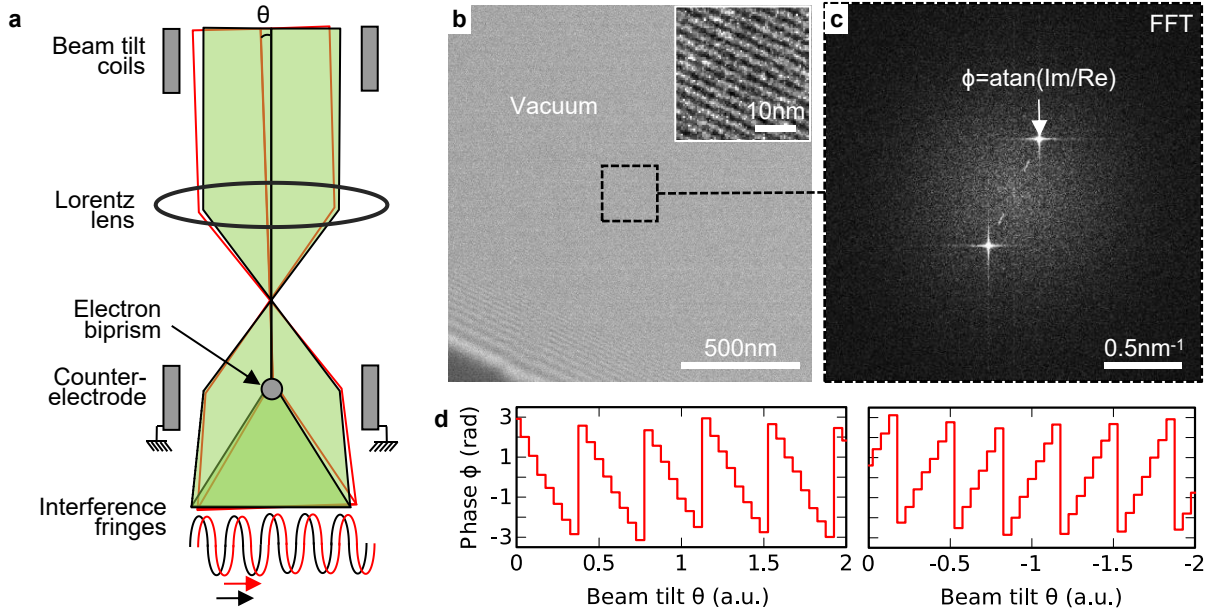 a
θ
Beam tilt
coils
Lorentz
lens
Electron
biprism
Counter-
electrode
Interference
fringes
b
Vacuum
10nm
500nm
c
FFT
ϕ=atan(Im/Re)
0.5nm⁻¹
d
Phase ϕ (rad)
3
1
-1
-3
0 0.5 1 1.5 2
Beam tilt θ (a.u.)
0 -0.5 -1 -1.5 -2
Beam tilt θ (a.u.)